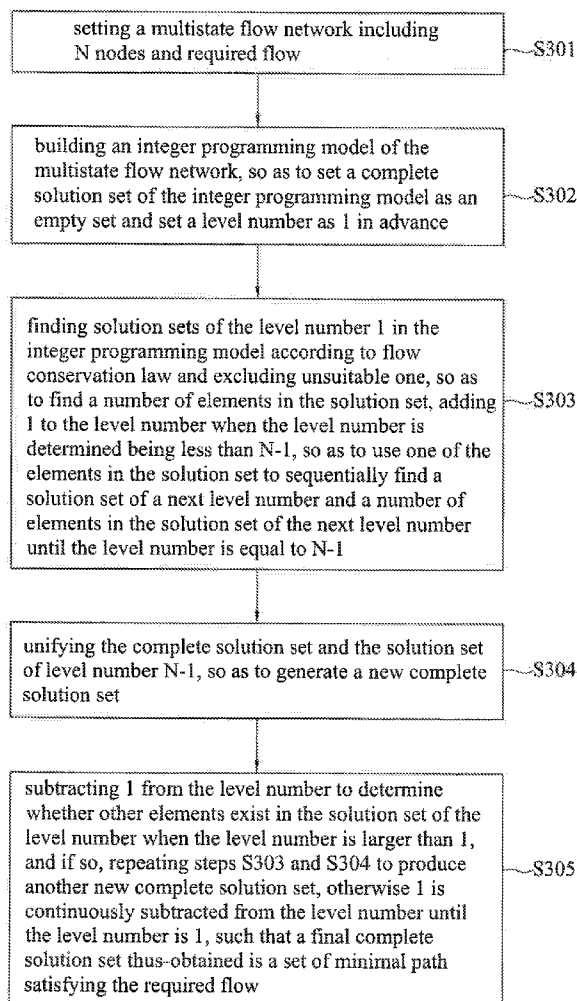 setting a multistate flow network including
N nodes and required flow
S301
building an integer programming model of the
multistate flow network, so as to set a complete
solution set of the integer programming model as an
empty set and set a level number as 1 in advance
S302
finding solution sets of the level number 1 in the
integer programming model according to flow
conservation law and excluding unsuitable one, so as
to find a number of elements in the solution set, adding
1 to the level number when the level number is
determined being less than N-1, so as to use one of the
elements in the solution set to sequentially find a
solution set of a next level number and a number of
elements in the solution set of the next level number
until the level number is equal to N-1
S303
unifying the complete solution set and the solution set
of level number N-1, so as to generate a new complete
solution set
S304
subtracting 1 from the level number to determine
whether other elements exist in the solution set of the
level number when the level number is larger than 1,
and if so, repeating steps S303 and S304 to produce
another new complete solution set, otherwise 1 is
continuously subtracted from the level number until
the level number is 1, such that a final complete
solution set thus-obtained is a set of minimal path
satisfying the required flow
S305